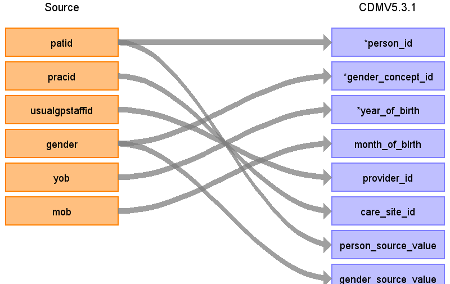 Source
CDMV5.3.1
patid
*person_id
pracid
*gender_concept_id
usualgpstaffid
*year_of_birth
gender
month_of_birth
yob
provider_id
mob
care_site_id
person_source_value
gender_source_value